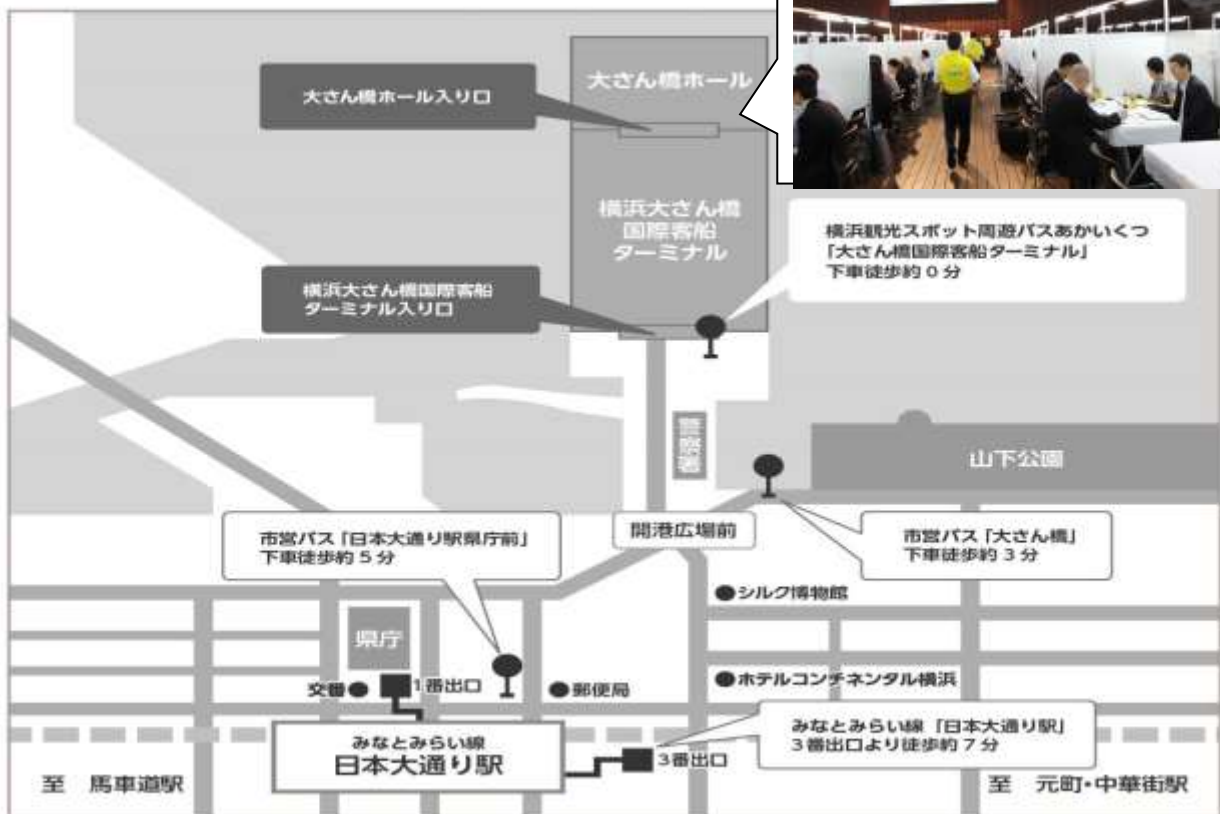 大さん橋ホール
大さん橋ホール入り口
横浜大さん橋
国際客船
ターミナル
横浜観光スポット周遊バスあかいくつ
「大さん橋国際客船ターミナル」
下車徒歩約0分
横浜大さん橋国際客船
ターミナル入り口
山下公園
開港広場前
市営バス「日本大通り駅県庁前」
下車徒歩約5分
市営バス「大さん橋」
下車徒歩約3分
●シルク博物館
県庁
交番●
1番出口
●郵便局
●ホテルコンチネンタル横浜
みなとみらい線「日本大通り駅」
3番出口より徒歩約7分
みなとみらい線
日本大通り駅
3番出口
至 馬車道駅
至 元町・中華街駅